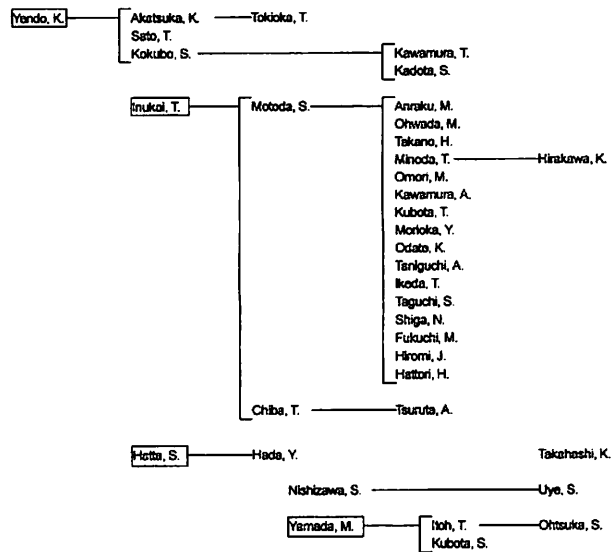 Yendo, K. Akatsuka, K. Tokioka, T.
Sato, T.
Kokubo, S. Kawamura, T.
Kadota, S.
Inukai, T. Motoda, S. Anraku, M.
Ohwada, M.
Takano, H.
Minoda, T. Hirakawa, K.
Omori, M.
Kawamura, A.
Kubota, T.
Morioka, Y.
Odate, K.
Taniguchi, A.
Ikeda, T.
Taguchi, S.
Shiga, N.
Fukuchi, M.
Hiromi, J.
Hattori, H.
Chiba, T. Tsuruta, A.
Hatta, S. Hada, Y. Takahashi, K.
Nishizawa, S. Uye, S.
Yamada, M. Itoh, T. Ohtsuka, S.
Kubota, S.